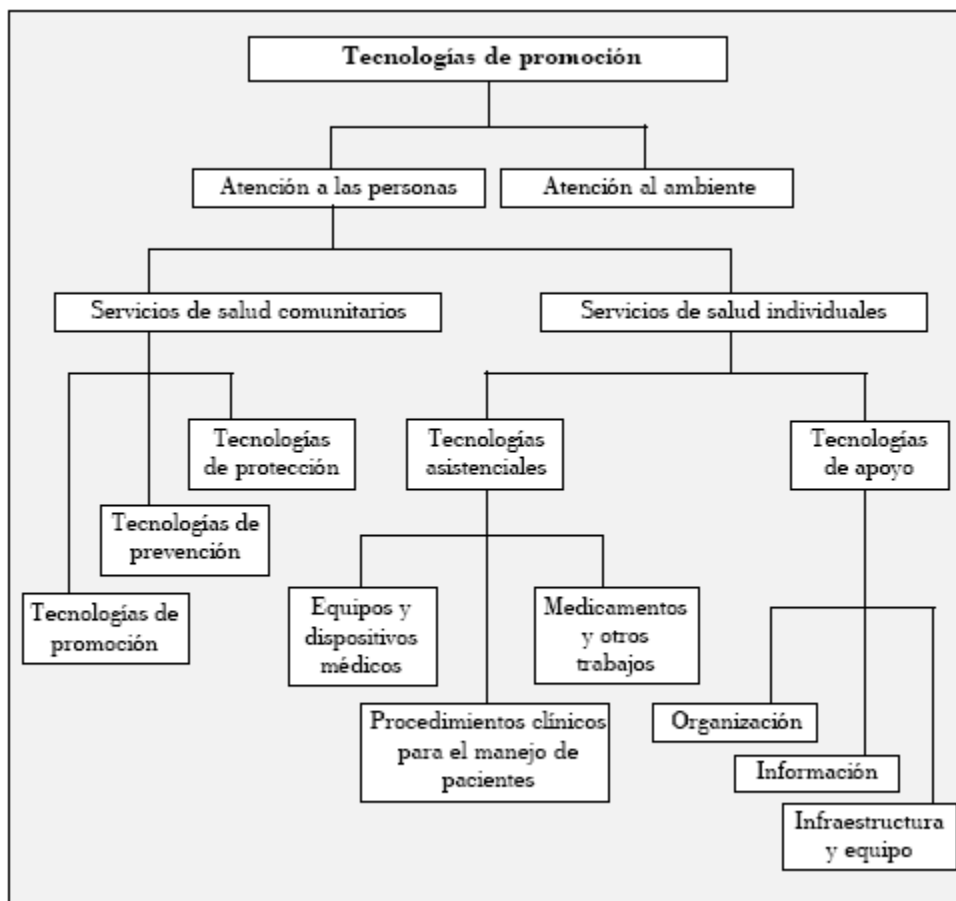 Tecnologías de promoción
Atención a las personas
Atención al ambiente
Servicios de salud comunitarios
Servicios de salud individuales
Tecnologías
de protección
Tecnologías
asistenciales
Tecnologías
de apoyo
Tecnologías de
prevención
Tecnologías de
promoción
Equipos y
dispositivos
médicos
Medicamentos
y otros
trabajos
Procedimientos clínicos
para el manejo de
pacientes
Organización
Información
Infraestructura
y equipo